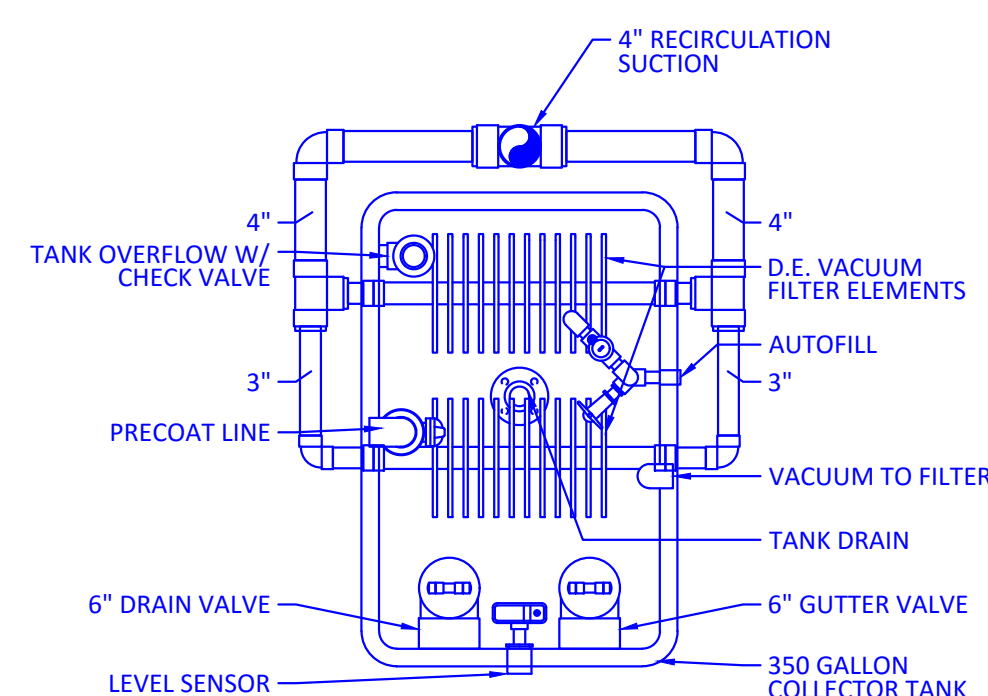 4" RECIRCULATION
SUCTION
4"
4"
TANK OVERFLOW W/
CHECK VALVE
D.E. VACUUM
FILTER ELEMENTS
AUTOFILL
3"
3"
PRECOAT LINE
VACUUM TO FILTER
TANK DRAIN
6" DRAIN VALVE
6" GUTTER VALVE
LEVEL SENSOR
350 GALLON
COLLECTOR TANK